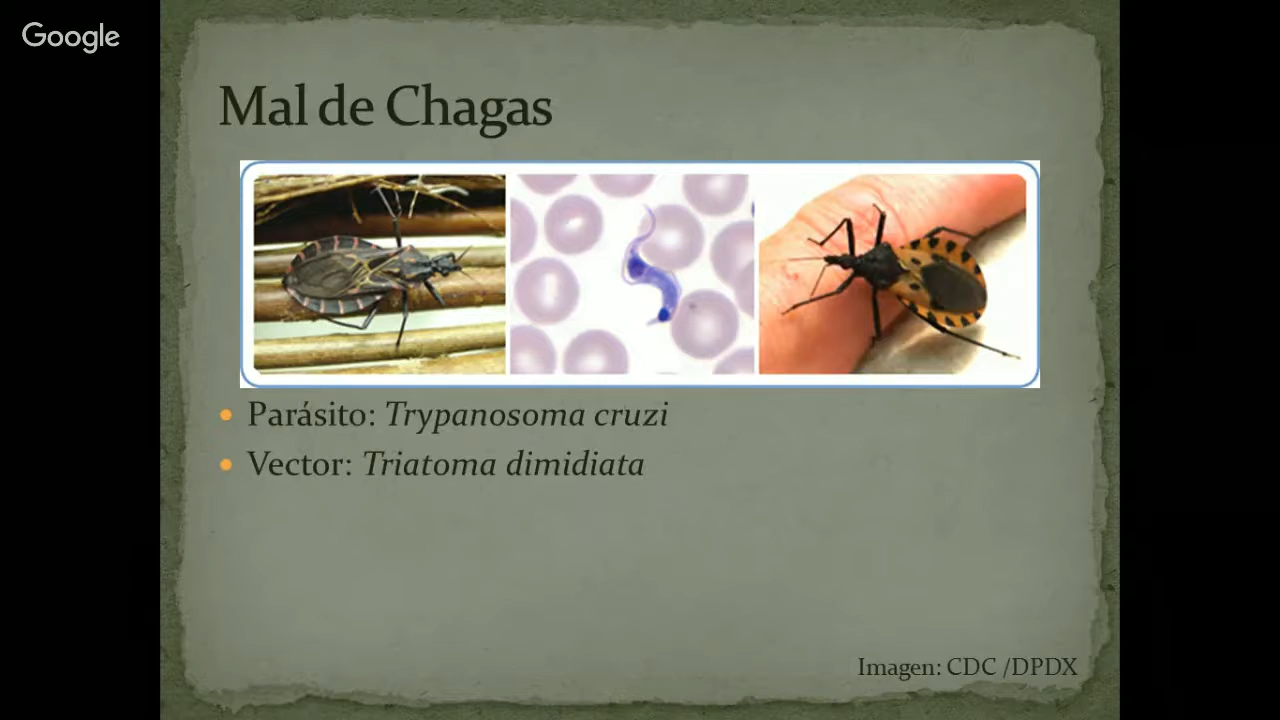 Google
Mal de Chagas
Parásito: Trypanosoma cruzi
Vector: Triatoma dimidiata
Imagen: CDC /DPDX